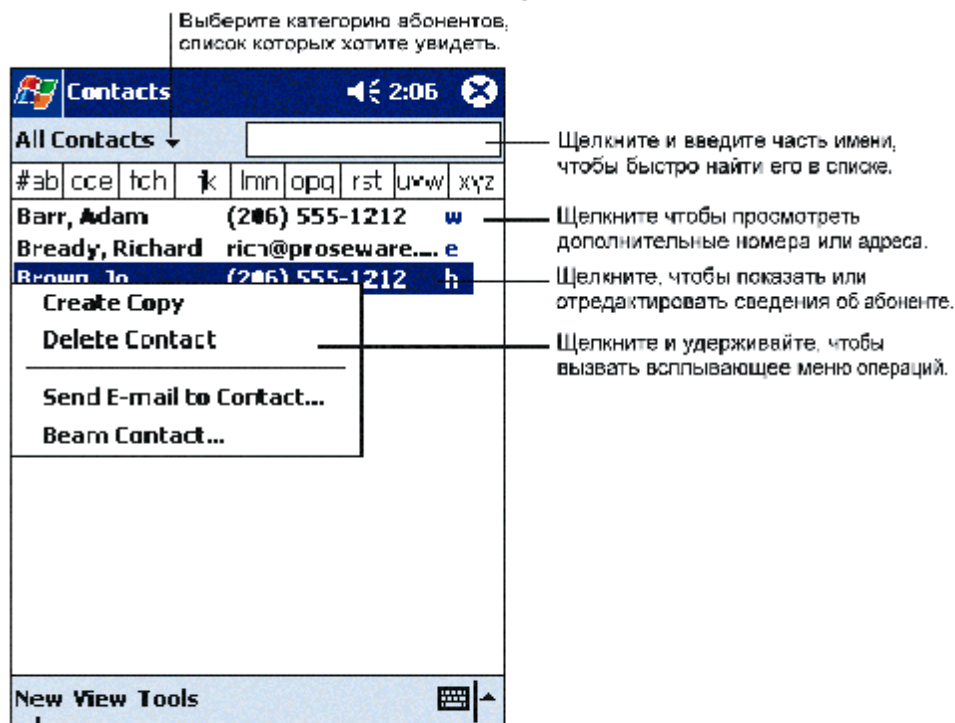 Выберите категорию абонентов,
список которых хотите увидеть.
Contacts 2:06
All Contacts
#ab cce fch jk lmn opq rst uvw xyz
Barr, Adam (206) 555-1212 w
Bready, Richard rich@proseware.... e
Brown, Jo (206) 555-1212 h
Create Copy
Delete Contact
Send E-mail to Contact...
Beam Contact...
New View Tools
Щелкните и введите часть имени,
чтобы быстро найти его в списке.
Щелкните чтобы просмотреть
дополнительные номера или адреса.
Щелкните, чтобы показать или
отредактировать сведения об абоненте.
Щелкните и удерживайте, чтобы
вызвать всплывающее меню операций.